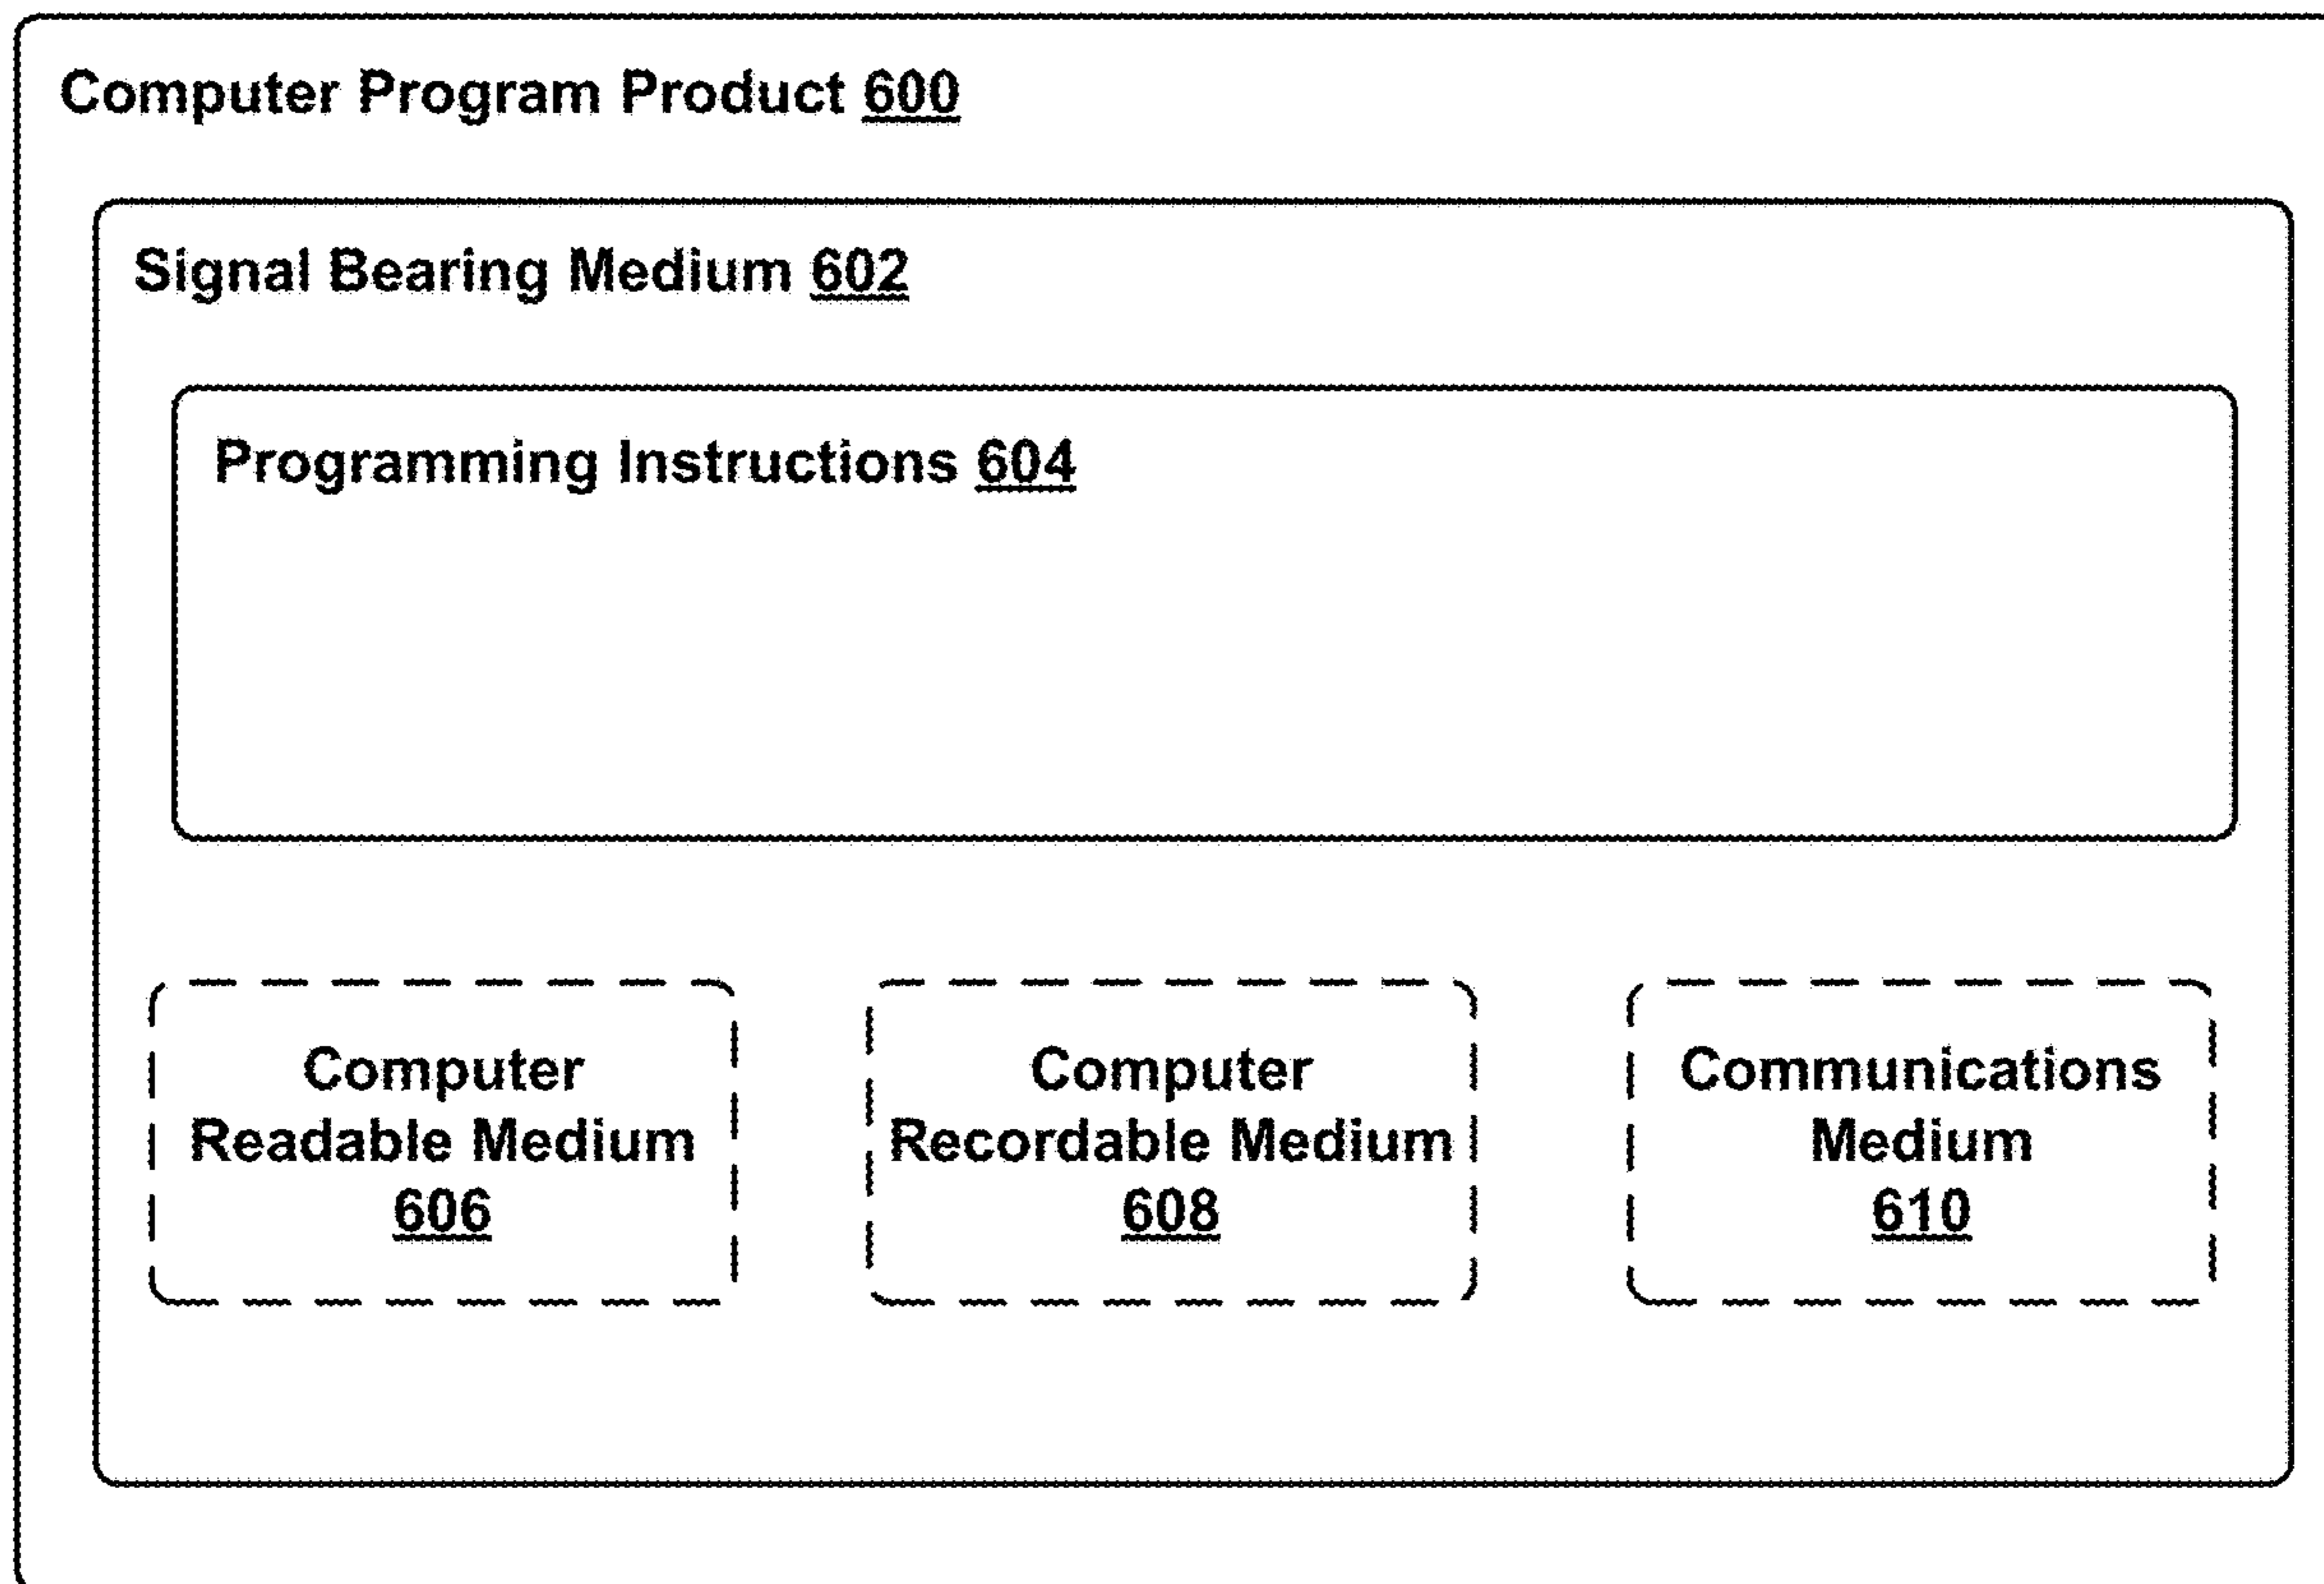 Computer Program Product 600
Signal Bearing Medium 602
Programming Instructions 604
Computer
Readable Medium
606
Computer
Recordable Medium
608
Communications
Medium
610